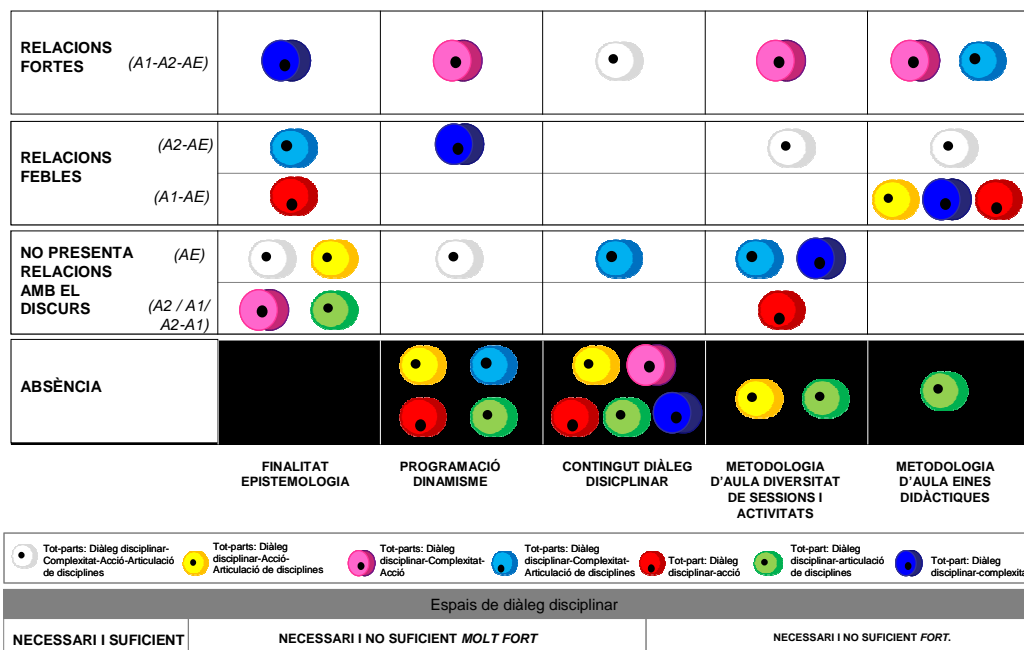 RELACIONS
FORTES
(A1-A2-AE)
RELACIONS
FEBLES
(A2-AE)
(A1-AE)
NO PRESENTA
RELACIONS
AMB EL
DISCURS
(AE)
(A2 / A1/
A2-A1)
ABSÈNCIA
FINALITAT
EPISTEMOLOGIA
PROGRAMACIÓ
DINAMISME
CONTINGUT DIÀLEG
DISICPLINAR
METODOLOGIA
D'AULA DIVERSITAT
DE SESSIONS I
ACTIVITATS
METODOLOGIA
D'AULA EINES
DIDÀCTIQUES
Tot-parts: Diàleg disciplinar-
Complexitat-Acció-Articulació
de disciplines
Tot-parts: Diàleg
disciplinar-Acció-
Articulació de disciplines
Tot-parts: Diàleg
disciplinar-Complexitat-
Acció
Tot-parts: Diàleg
disciplinar-Complexitat-
Articulació de disciplines
Tot-part: Diàleg
disciplinar-acció
Tot-part: Diàleg
disciplinar-articulació
de disciplines
Tot-part: Diàleg
disciplinar-complexita
Espais de diàleg disciplinar
NECESSARI I SUFICIENT
NECESSARI I NO SUFICIENT MOLT FORT
NECESSARI I NO SUFICIENT FORT.